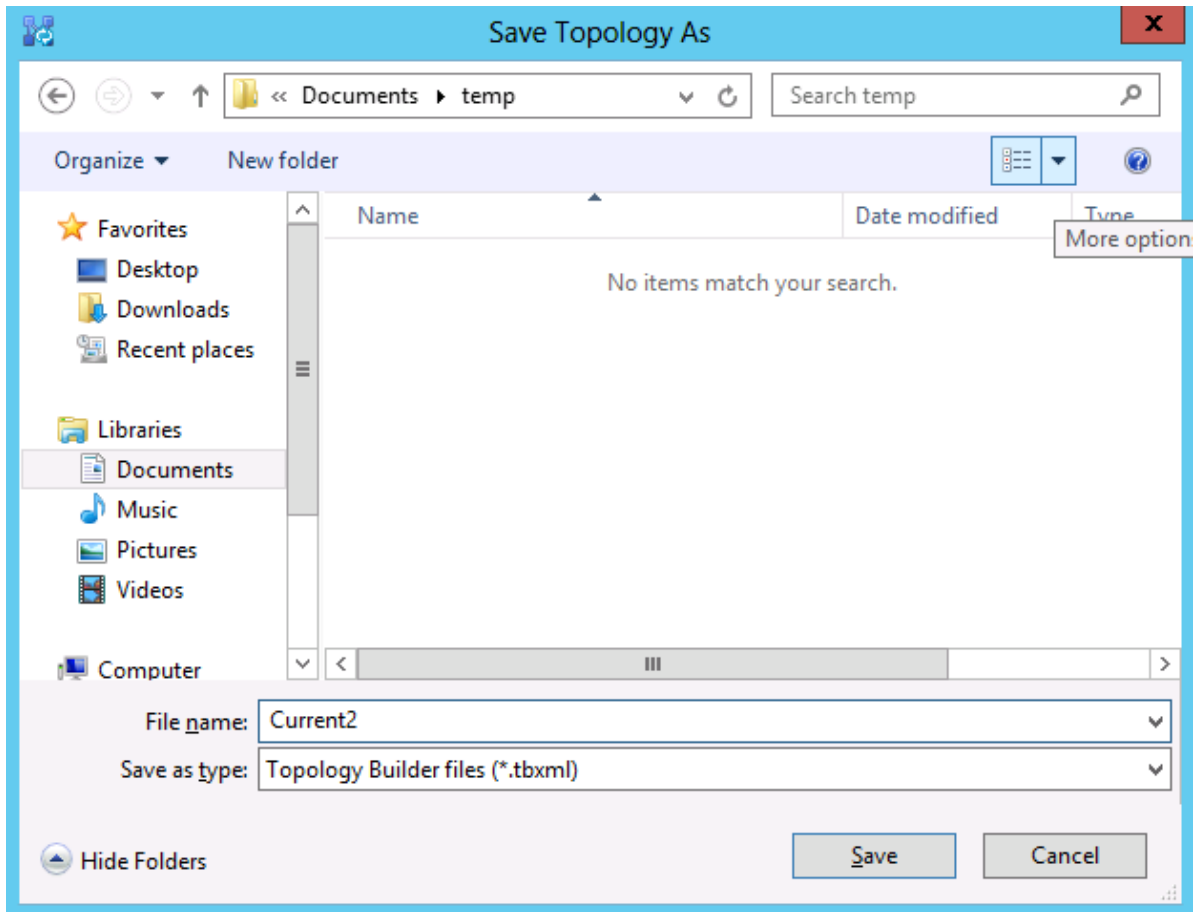 Save Topology As
x
« Documents temp
Search temp
Organize
New folder
Name
Date modified
Type
More options
No items match your search.
Favorites
Desktop
Downloads
Recent places
Libraries
Documents
Music
Pictures
Videos
Computer
File name: Current2
Save as type: Topology Builder files (*.tbxml)
Hide Folders
Save
Cancel